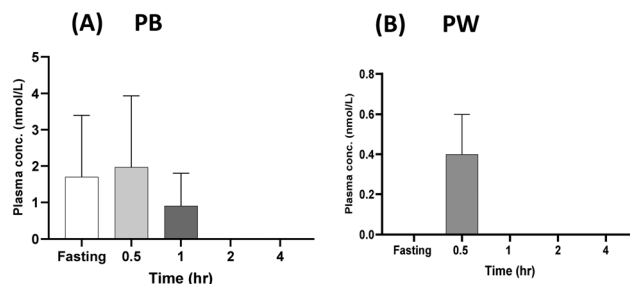 (A) PB
Plasma conc. (nmol/L)
5
4
3
2
1
0
Fasting 0.5 1 2 4
Time (hr)
(B) PW
Plasma conc. (nmol/L)
0.8
0.6
0.4
0.2
0.0
Fasting 0.5 1 2 4
Time (hr)